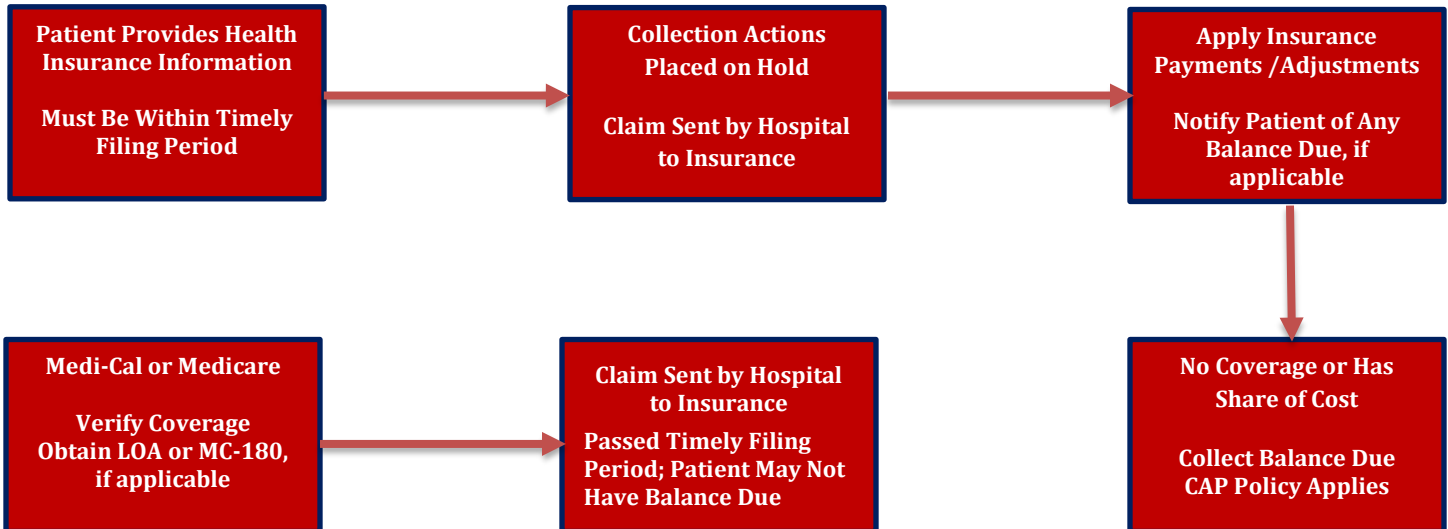 Patient Provides Health
Insurance Information
Must Be Within Timely
Filing Period
Collection Actions
Placed on Hold
Claim Sent by Hospital
to Insurance
Apply Insurance
Payments /Adjustments
Notify Patient of Any
Balance Due, if
applicable
Medi-Cal or Medicare
Verify Coverage
Obtain LOA or MC-180,
if applicable
Claim Sent by Hospital
to Insurance
Passed Timely Filing
Period; Patient May Not
Have Balance Due
No Coverage or Has
Share of Cost
Collect Balance Due
CAP Policy Applies